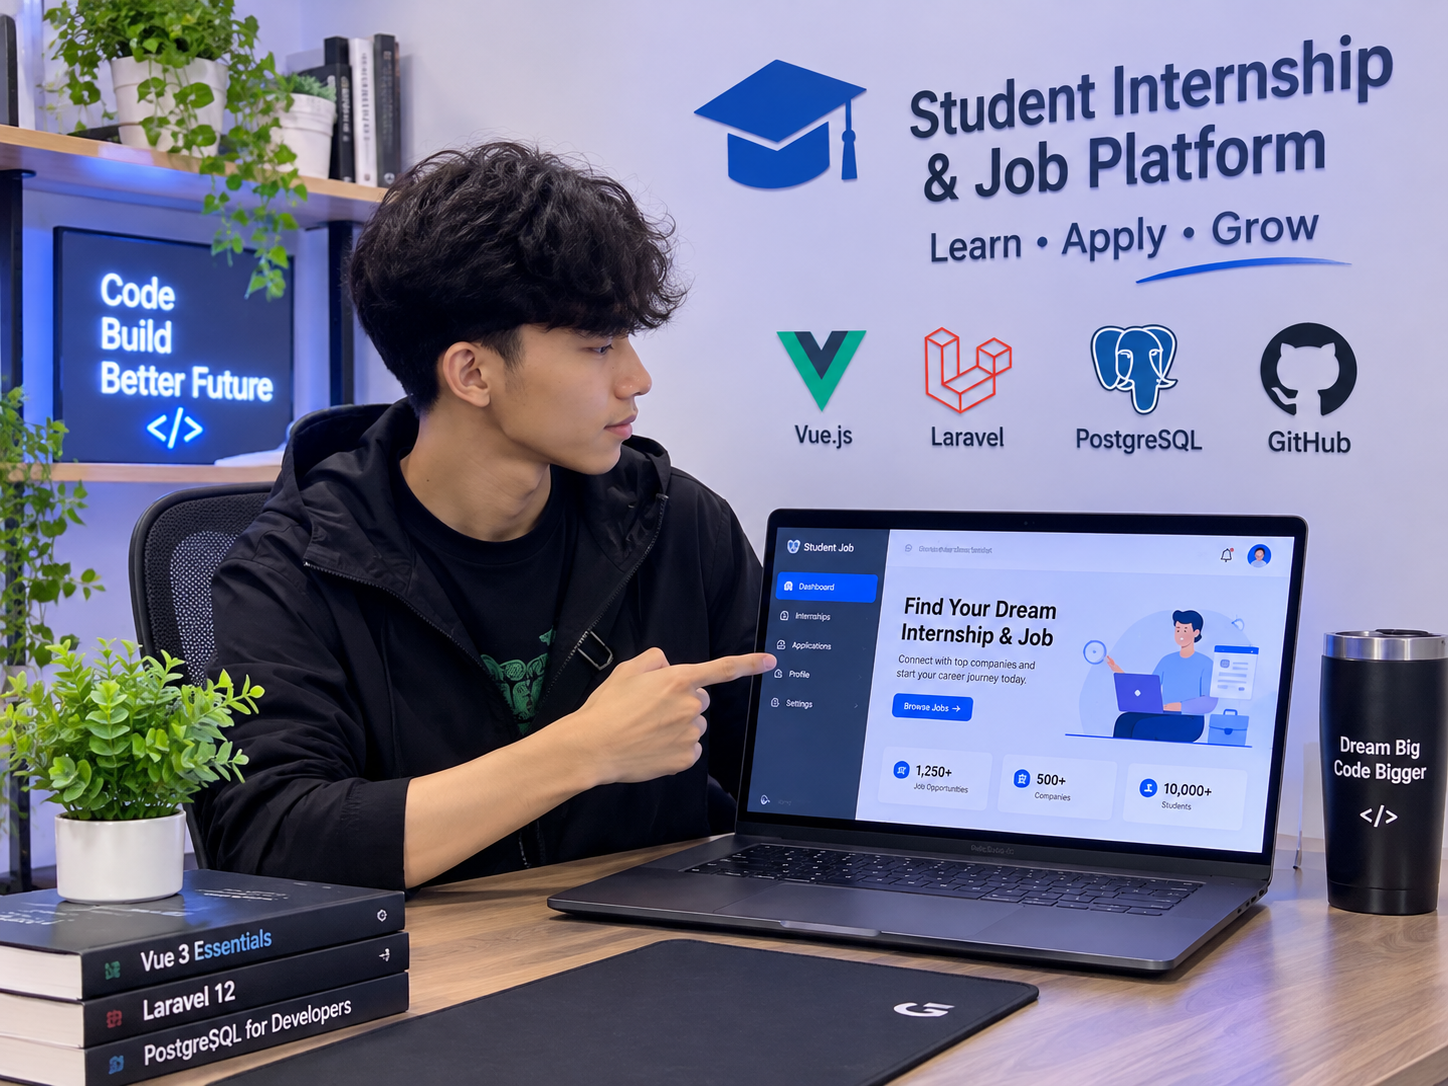 Student Internship
& Job Platform
Learn • Apply • Grow
Vue.js
Laravel
PostgreSQL
GitHub
Code
Build
Better Future
</>
Student Job
Dashboard
Internships
Applications
Profile
Settings
Find Your Dream
Internship & Job
Connect with top companies and
start your career journey today.
Browse Jobs →
1,250+
Job Opportunities
500+
Companies
10,000+
Students
Dream Big
Code Bigger
</>
Vue 3 Essentials
Laravel 12
PostgreSQL for Developers